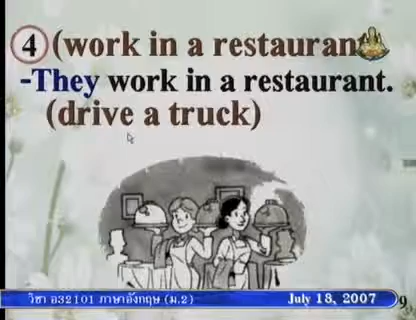 4 (work in a restauran
-They work in a restaurant.
(drive a truck)
วิชา อ32101 ภาษาอังกฤษ (ม.2)
July 18, 2007
9